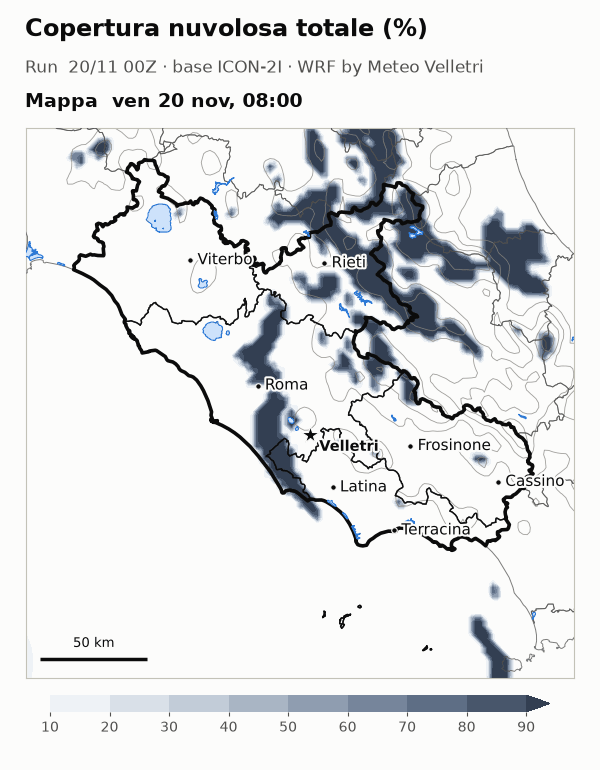 Copertura nuvolosa totale (%)
Run 20/11 00Z · base ICON-2I · WRF by Meteo Velletri
Mappa ven 20 nov, 08:00
Viterbo
Rieti
Roma
Velletri
Frosinone
Latina
Cassino
Terracina
50 km
10 20 30 40 50 60 70 80 90